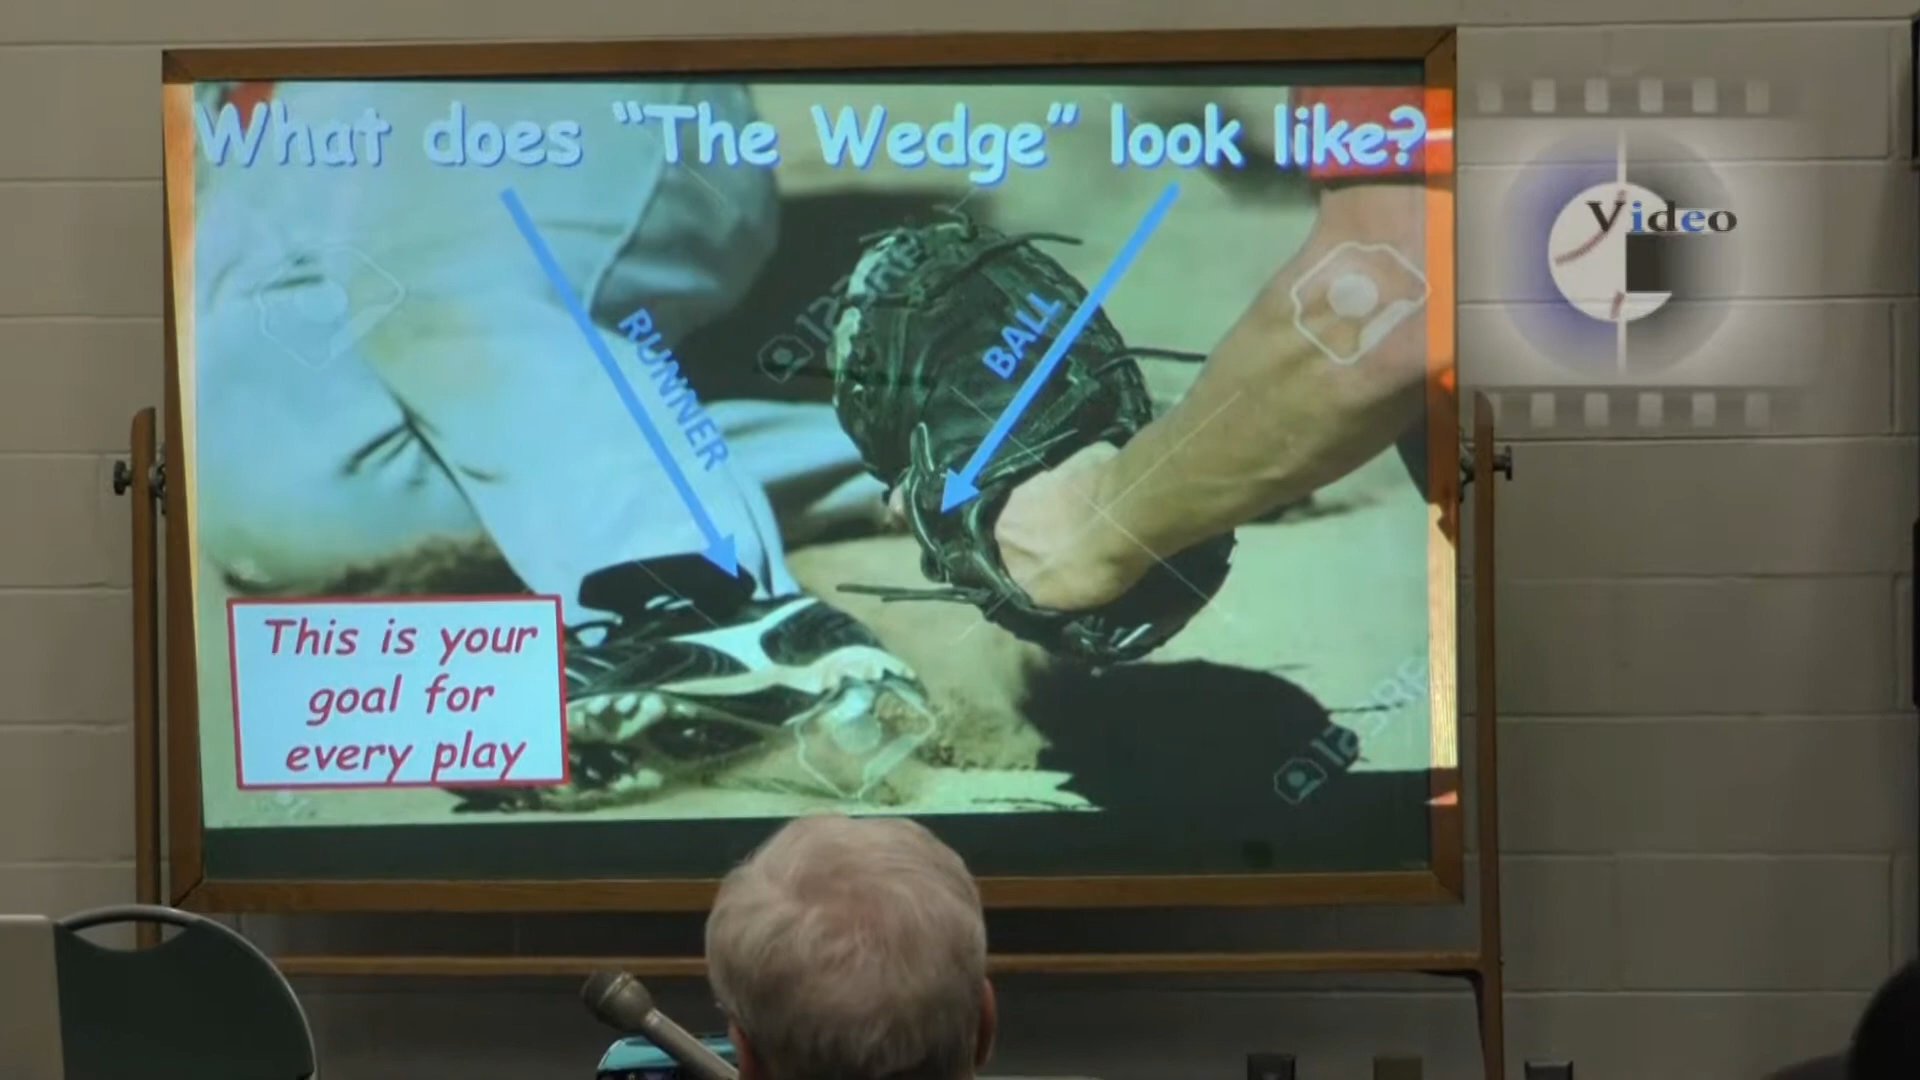 What does “The Wedge” look like?
RUNNER
BALL
This is your
goal for
every play
Video